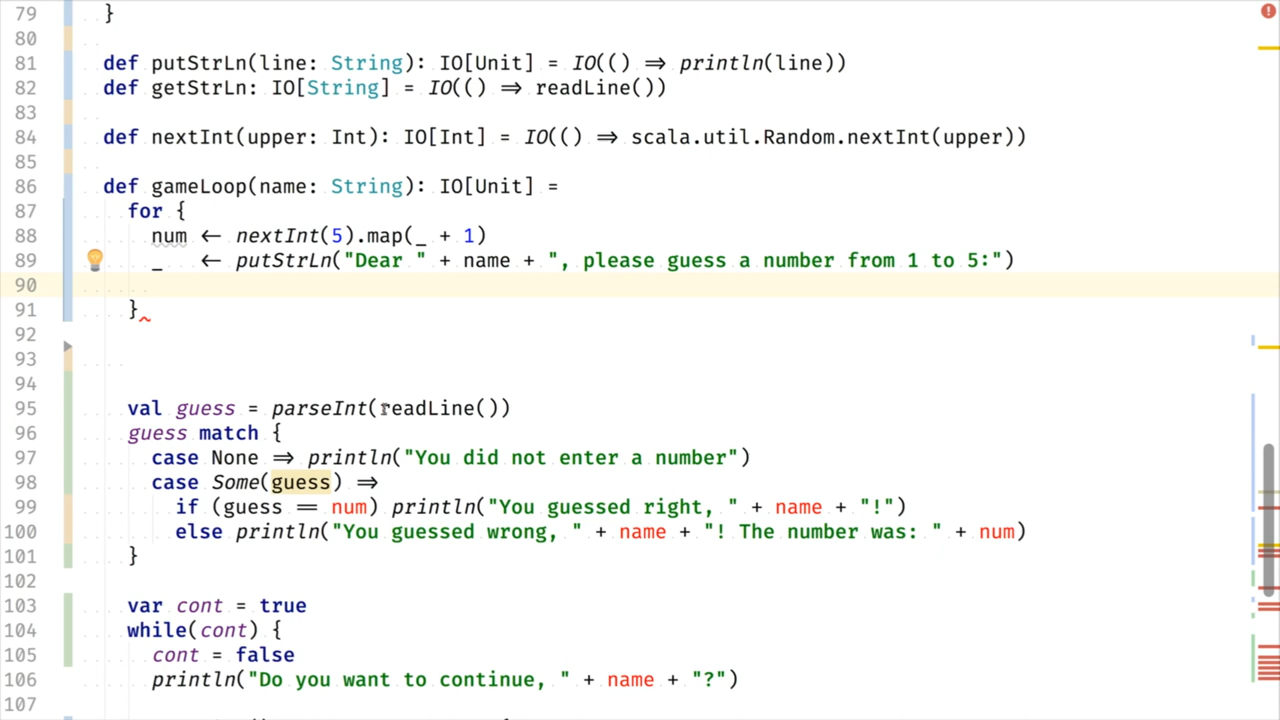 79 }
80
81 def putStrLn(line: String): IO[Unit] = IO(() ⇒ println(line))
82 def getStrLn: IO[String] = IO(() ⇒ readLine())
83
84 def nextInt(upper: Int): IO[Int] = IO(() ⇒ scala.util.Random.nextInt(upper))
85
86 def gameLoop(name: String): IO[Unit] =
87 for {
88 num ← nextInt(5).map(_ + 1)
89 _ ← putStrLn("Dear " + name + ", please guess a number from 1 to 5:")
90
91 }
92
93
94
95 val guess = parseInt(readLine())
96 guess match {
97 case None ⇒ println("You did not enter a number")
98 case Some(guess) ⇒
99 if (guess == num) println("You guessed right, " + name + "!")
100 else println("You guessed wrong, " + name + "! The number was: " + num)
101 }
102
103 var cont = true
104 while(cont) {
105 cont = false
106 println("Do you want to continue, " + name + "?")
107